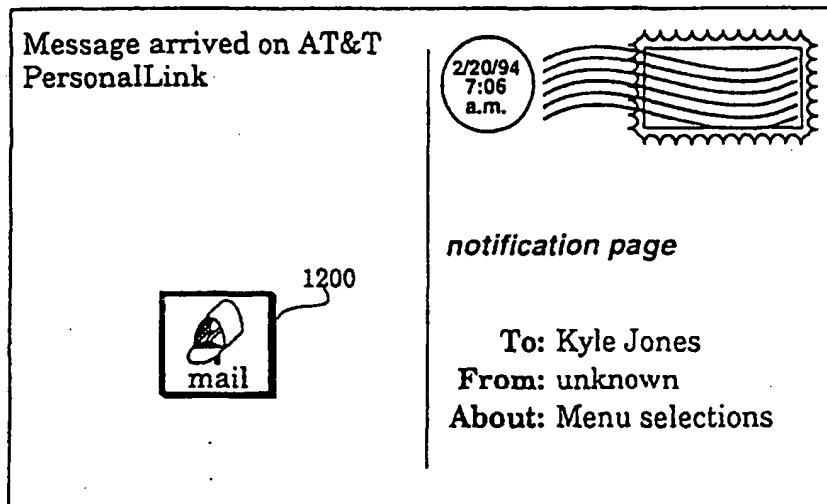 Message arrived on AT&T
PersonalLink
1200
mail
2/20/94
7:06
a.m.
notification page
To: Kyle Jones
From: unknown
About: Menu selections